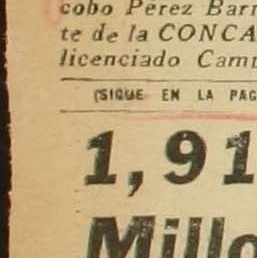 cobo Pérez Barr
te de la CONCA
licenciado Cam
(SIGUE EN LA PAG
1,91
Millo